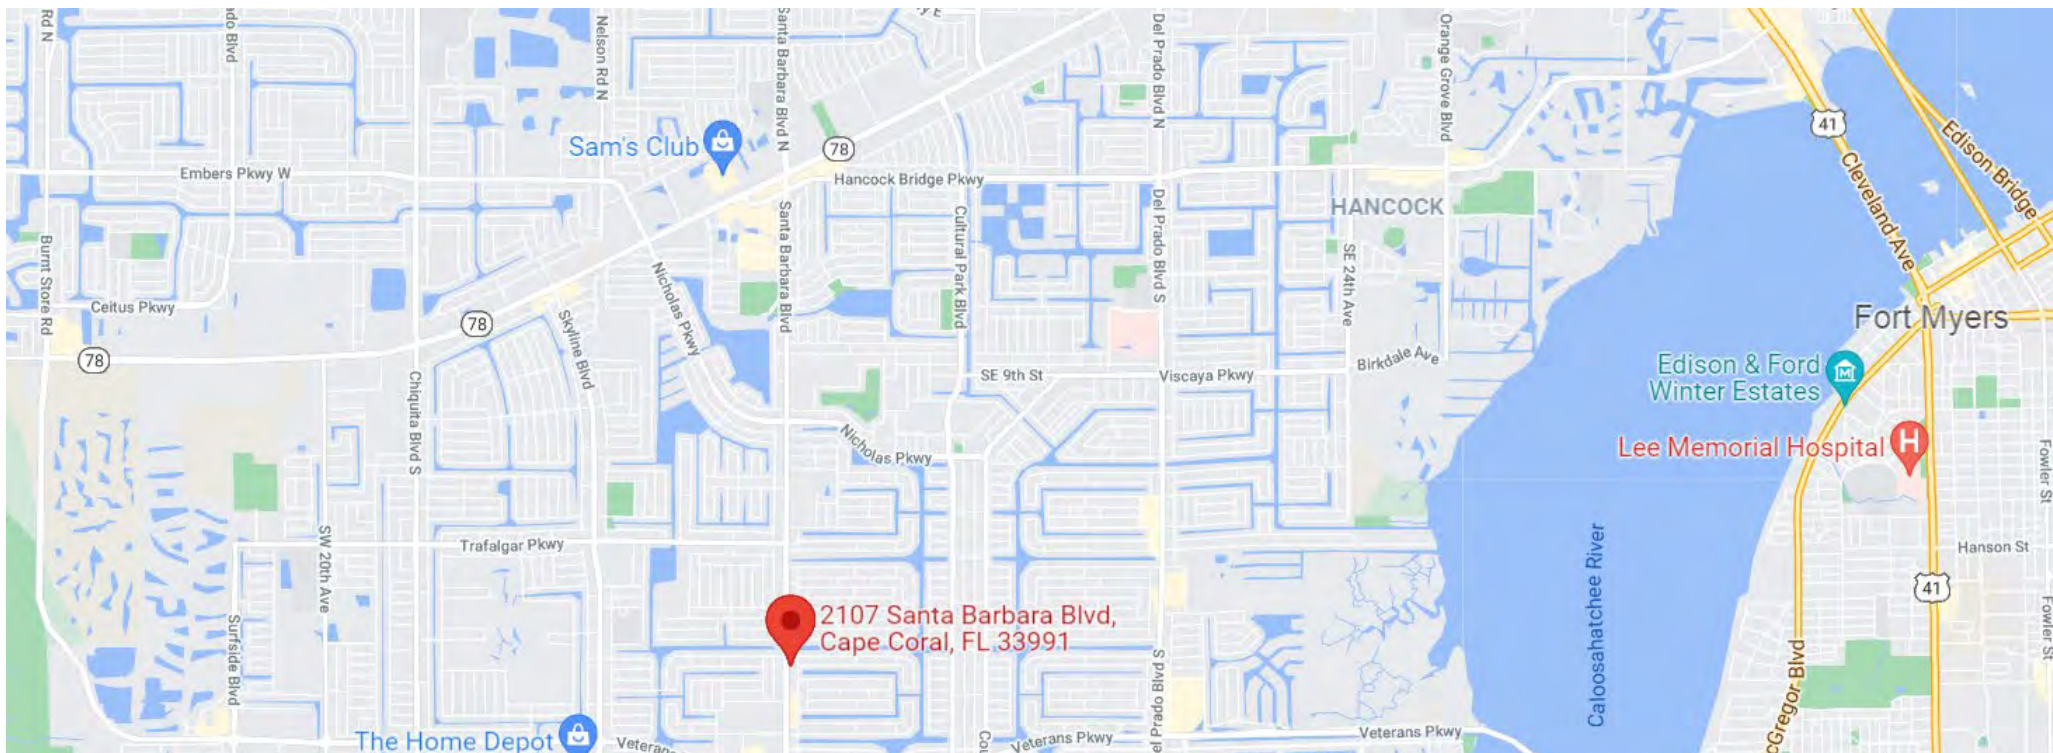 Rd N
ado Blvd
Nelson Rd N
Santa Barbara Blvd N
y E
Del Prado Blvd N
Orange Grove Blvd
41
Edison Bridge
Cleveland Ave
Sam's Club
78
Embers Pkwy W
Hancock Bridge Pkwy
HANCOCK
Burnt Store Rd
Ceitus Pkwy
78
78
Nicholas Pkwy
Santa Barbara Blvd
Cultural Park Blvd
Del Prado Blvd S
SE 24th Ave
Fort Myers
Skyline Blvd
Chiquita Blvd S
SE 9th St
Viscaya Pkwy
Birkdale Ave
Edison & Ford
Winter Estates
Nicholas Pkwy
Lee Memorial Hospital
H
Fowler St
SW 20th Ave
Trafalgar Pkwy
Caloosahatchee River
Hanson St
41
2107 Santa Barbara Blvd,
Cape Coral, FL 33991
Surfside Blvd
Fowler St
el Prado Blvd S
cGregor Blvd
The Home Depot
Veteran
Cou
Veterans Pkwy
Veterans Pkwy